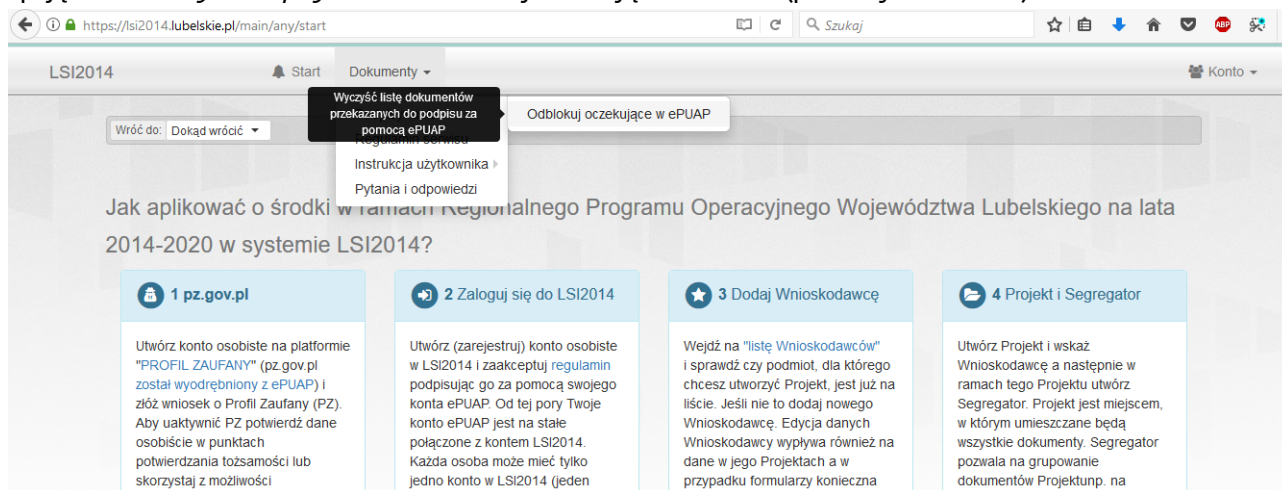 https://lsi2014.lubelskie.pl/main/any/start
Szukaj
ABP
LSI2014
Start
Dokumenty
Konto
Wyczyść listę dokumentów
przekazanych do podpisu za
pomocą ePUAP
Odblokuj oczekujące w ePUAP
Wróć do: Dokąd wrócić
Regulamin serwisu
Instrukcja użytkownika
Pytania i odpowiedzi
Jak aplikować o środki w ramach Regionalnego Programu Operacyjnego Województwa Lubelskiego na lata
2014-2020 w systemie LSI2014?
1 pz.gov.pl
Utwórz konto osobiste na platformie
"PROFIL ZAUFANY" (pz.gov.pl
został wyodrębniony z ePUAP) i
złóż wniosek o Profil Zaufany (PZ).
Aby uaktywnić PZ potwierdź dane
osobiście w punktach
potwierdzania tożsamości lub
skorzystaj z możliwości
2 Zaloguj się do LSI2014
Utwórz (zarejestruj) konto osobiste
w LSI2014 i zaakceptuj regulamin
podpisując go za pomocą swojego
konta ePUAP. Od tej pory Twoje
konto ePUAP jest na stałe
połączone z kontem LSI2014.
Każda osoba może mieć tylko
jedno konto w LSI2014 (jeden
3 Dodaj Wnioskodawcę
Wejdź na "listę Wnioskodawców"
i sprawdź czy podmiot, dla którego
chcesz utworzyć Projekt, jest już na
liście. Jeśli nie to dodaj nowego
Wnioskodawcę. Edycja danych
Wnioskodawcy wypływa również na
dane w jego Projektach a w
przypadku formularzy konieczna
4 Projekt i Segregator
Utwórz Projekt i wskaż
Wnioskodawcę a następnie w
ramach tego Projektu utwórz
Segregator. Projekt jest miejscem,
w którym umieszczane będą
wszystkie dokumenty. Segregator
pozwala na grupowanie
dokumentów Projektunp. na